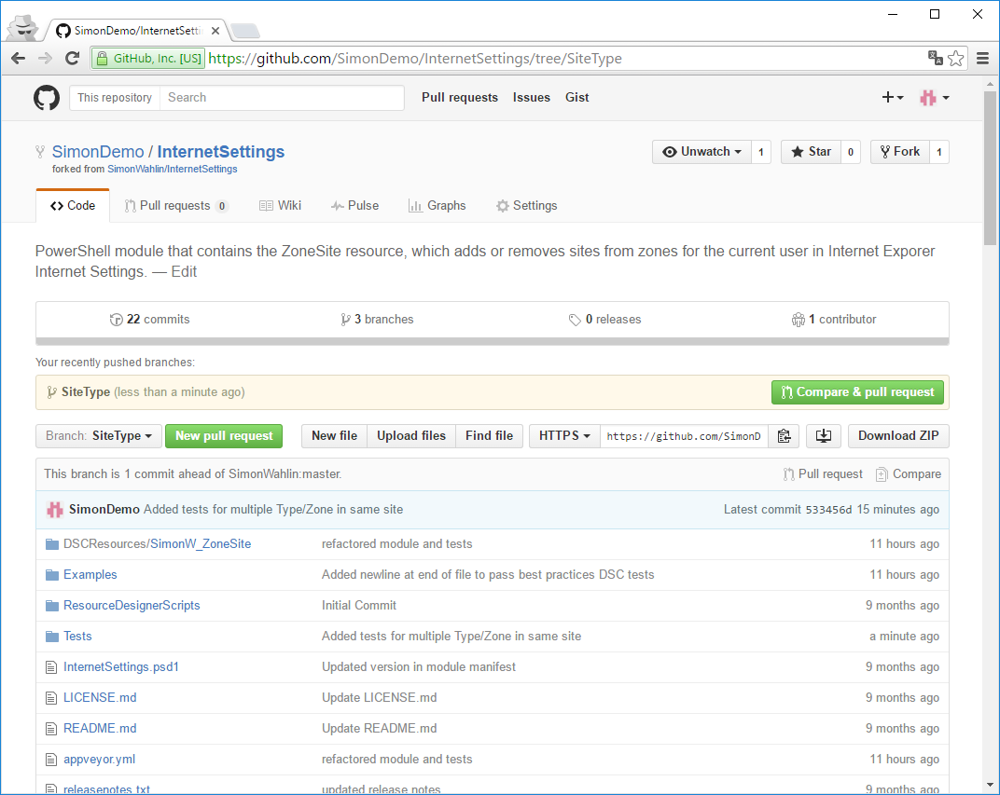 SimonDemo/InternetSetti
GitHub, Inc. [US] https://github.com/SimonDemo/InternetSettings/tree/SiteType
This repository Search Pull requests Issues Gist
SimonDemo / InternetSettings Unwatch 1 Star 0 Fork 1
forked from SimonWahlin/InternetSettings
Code Pull requests 0 Wiki Pulse Graphs Settings
PowerShell module that contains the ZoneSite resource, which adds or removes sites from zones for the current user in Internet Exporer
Internet Settings. — Edit
22 commits 3 branches 0 releases 1 contributor
Your recently pushed branches:
SiteType (less than a minute ago) Compare & pull request
Branch: SiteType New pull request New file Upload files Find file HTTPS https://github.com/SimonD Download ZIP
This branch is 1 commit ahead of SimonWahlin:master. Pull request Compare
SimonDemo Added tests for multiple Type/Zone in same site Latest commit 533456d 15 minutes ago
DSCResources/SimonW_ZoneSite refactored module and tests 11 hours ago
Examples Added newline at end of file to pass best practices DSC tests 11 hours ago
ResourceDesignerScripts Initial Commit 9 months ago
Tests Added tests for multiple Type/Zone in same site a minute ago
InternetSettings.psd1 Updated version in module manifest 9 months ago
LICENSE.md Update LICENSE.md 9 months ago
README.md Update README.md 9 months ago
appveyor.yml refactored module and tests 11 hours ago
releasenotes.txt updated release notes 9 months ago